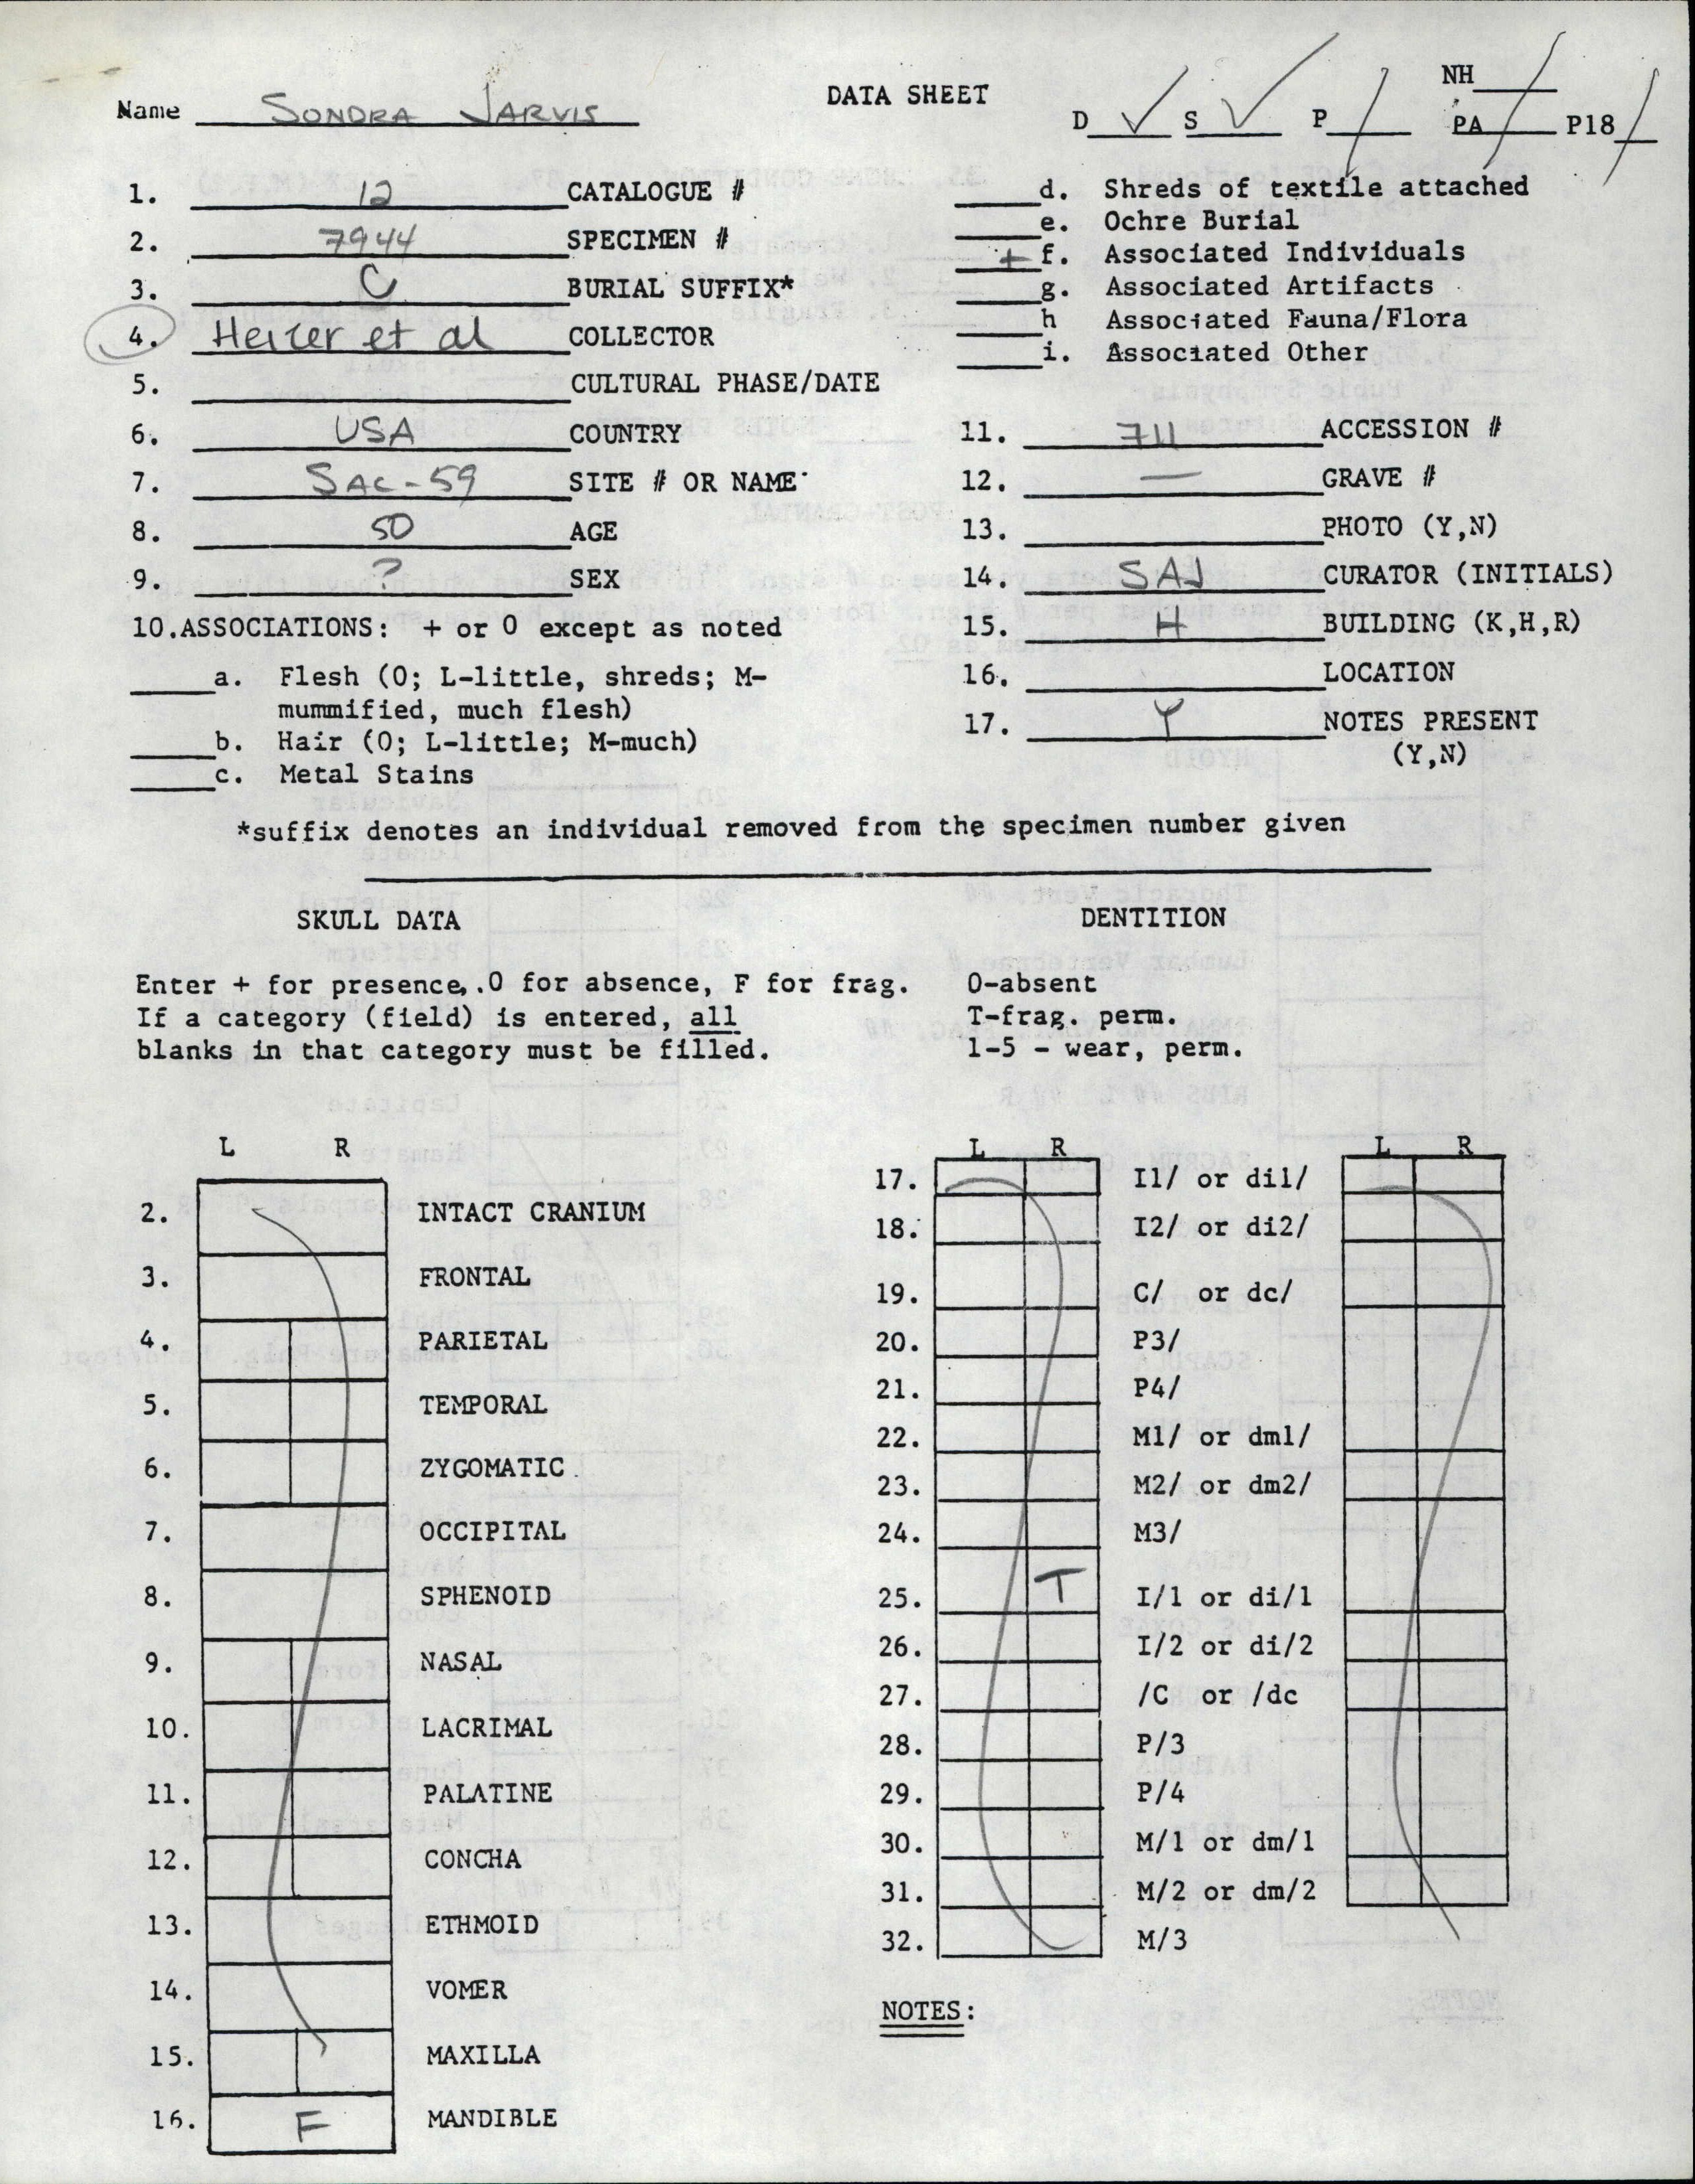 DATA SHEET
Name SONDRA JARVIS
NH
D ✓ S ✓ P / PA / P18 /
1. 12 CATALOGUE #
2. 7944 SPECIMEN #
3. C BURIAL SUFFIX*
4. Heizer et al COLLECTOR
5. CULTURAL PHASE/DATE
6. USA COUNTRY
7. SAC-59 SITE # OR NAME
8. 50 AGE
9. ? SEX
10.ASSOCIATIONS: + or 0 except as noted
a. Flesh (0; L-little, shreds; M-
mummified, much flesh)
b. Hair (0; L-little; M-much)
c. Metal Stains
d. Shreds of textile attached
e. Ochre Burial
+ f. Associated Individuals
g. Associated Artifacts
h Associated Fauna/Flora
i. Associated Other
11. 711 ACCESSION #
12. — GRAVE #
13. PHOTO (Y,N)
14. SAJ CURATOR (INITIALS)
15. H BUILDING (K,H,R)
16. LOCATION
17. Y NOTES PRESENT
(Y,N)
*suffix denotes an individual removed from the specimen number given
SKULL DATA
Enter + for presence, 0 for absence, F for frag.
If a category (field) is entered, all
blanks in that category must be filled.
L R
2. INTACT CRANIUM
3. FRONTAL
4. PARIETAL
5. TEMPORAL
6. ZYGOMATIC
7. OCCIPITAL
8. SPHENOID
9. NASAL
10. LACRIMAL
11. PALATINE
12. CONCHA
13. ETHMOID
14. VOMER
15. MAXILLA
16. F MANDIBLE
DENTITION
0-absent
T-frag. perm.
1-5 - wear, perm.
L R L R
17. I1/ or di1/
18. I2/ or di2/
19. C/ or dc/
20. P3/
21. P4/
22. M1/ or dm1/
23. M2/ or dm2/
24. M3/
25. T I/1 or di/1
26. I/2 or di/2
27. /C or /dc
28. P/3
29. P/4
30. M/1 or dm/1
31. M/2 or dm/2
32. M/3
NOTES: